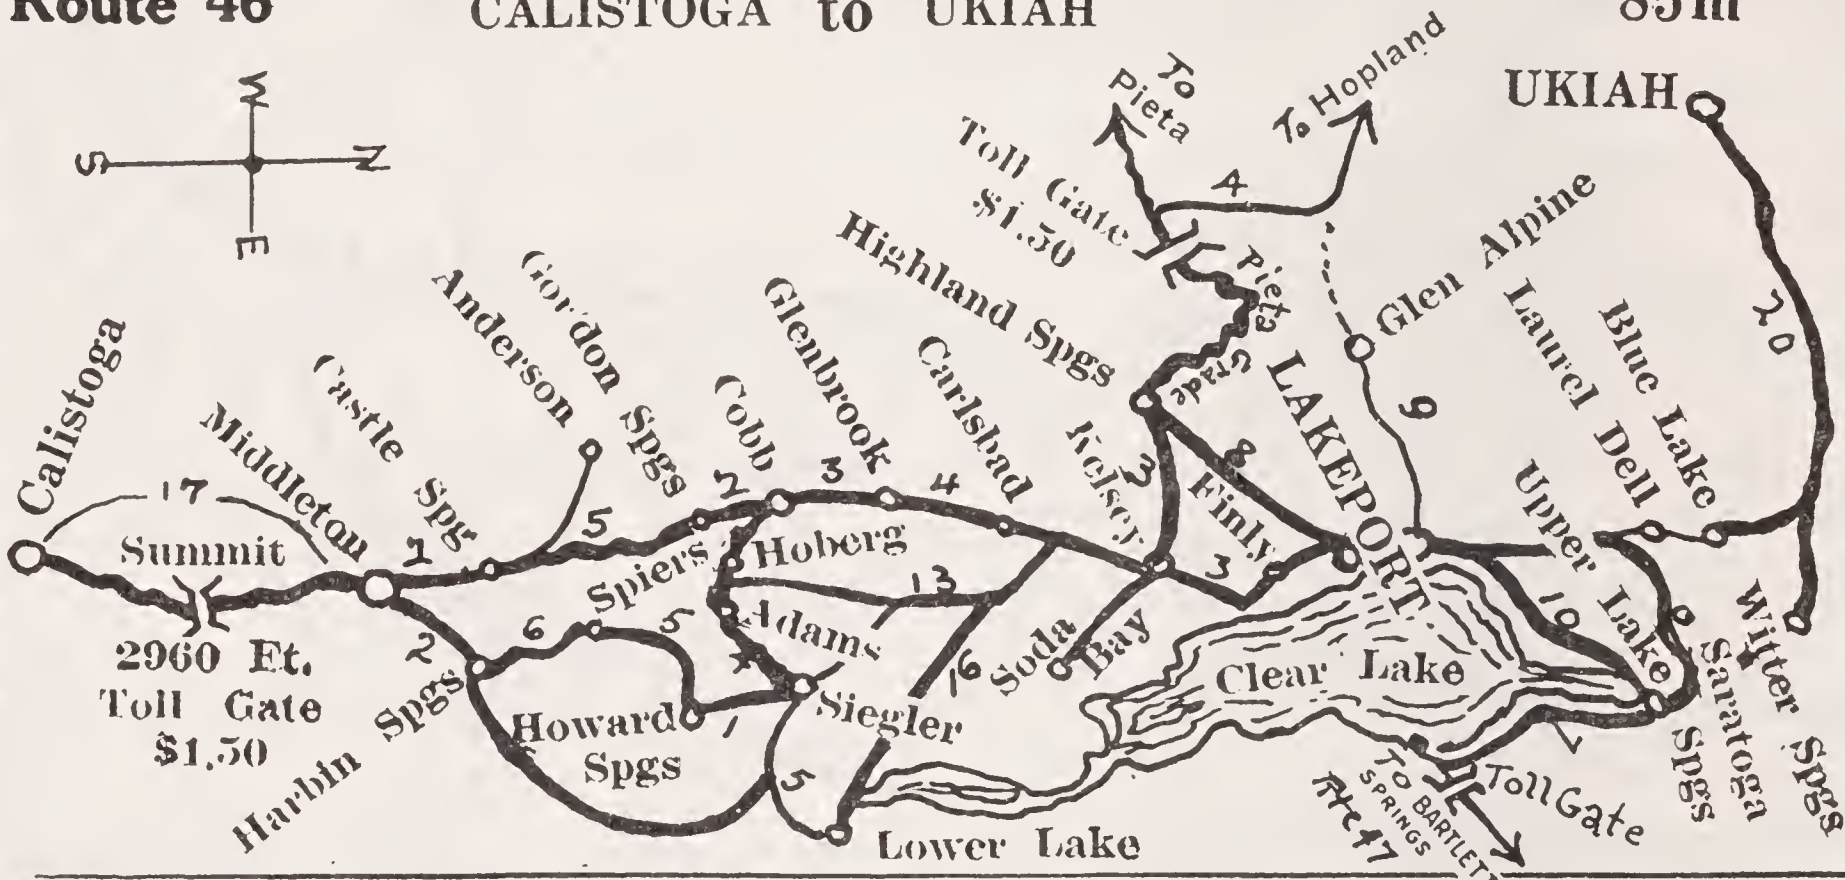 Route 46
CALISTOGA to UKIAH
85m
W
S
N
E
To
Pieta
To Hopland
UKIAH
Toll Gate
$1.50
4
Pieta
Grade
Highland Spgs
Glen Alpine
Laurel Dell
Blue Lake
20
Calistoga
17
Summit
2960 Ft.
Toll Gate
$1.50
Middleton
Castle Spg
Anderson
Gordon Spgs
5
Cobb
3
Glenbrook
4
Carlsbad
Kelsey
3
8
Finly
3
LAKEPORT
9
Upper Lake
10
Saratoga
Spgs
Witter Spgs
2
6
Spiers
5
Hoberg
13
Adams
16
Soda
Bay
Harbin Spgs
Howard
Spgs
1
Siegler
5
Lower Lake
Clear Lake
7
Toll Gate
TO BARTLETT
SPRINGS
Rte 47